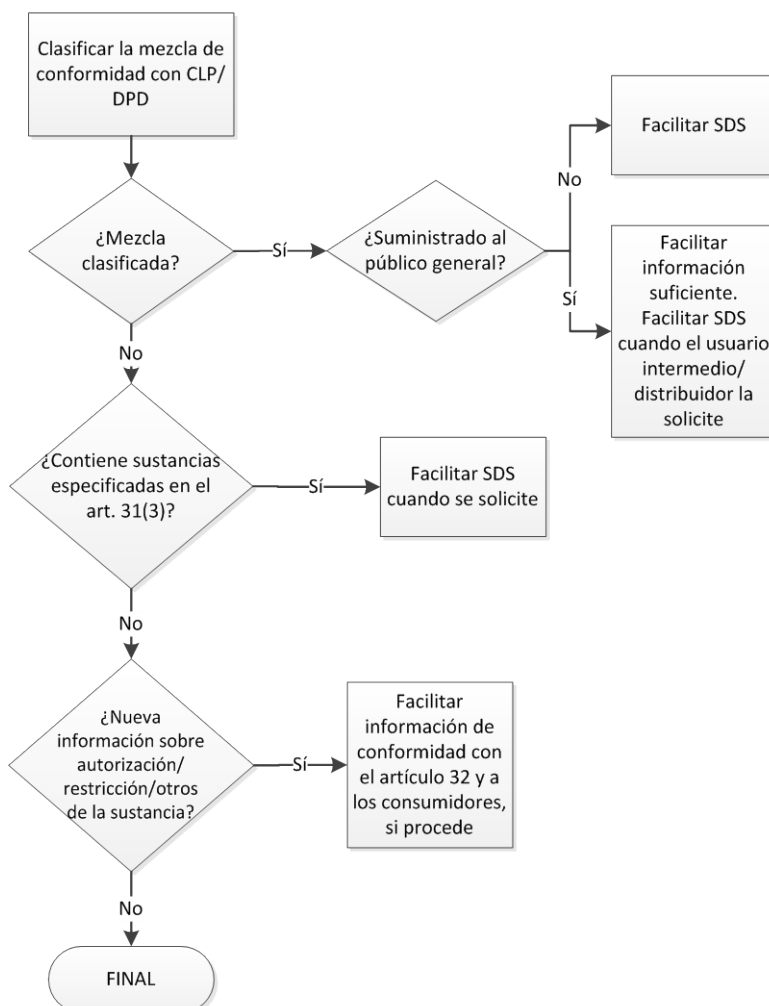 Clasificar la mezcla de
conformidad con CLP/
DPD
¿Mezcla
clasificada?
Sí
¿Suministrado al
público general?
No
Facilitar SDS
Sí
Facilitar
información
suficiente.
Facilitar SDS
cuando el usuario
intermedio/
distribuidor la
solicite
No
¿Contiene sustancias
especificadas en el
art. 31(3)?
Sí
Facilitar SDS
cuando se solicite
No
¿Nueva
información sobre
autorización/
restricción/otros
de la sustancia?
Sí
Facilitar
información de
conformidad con
el artículo 32 y a
los consumidores,
si procede
No
FINAL